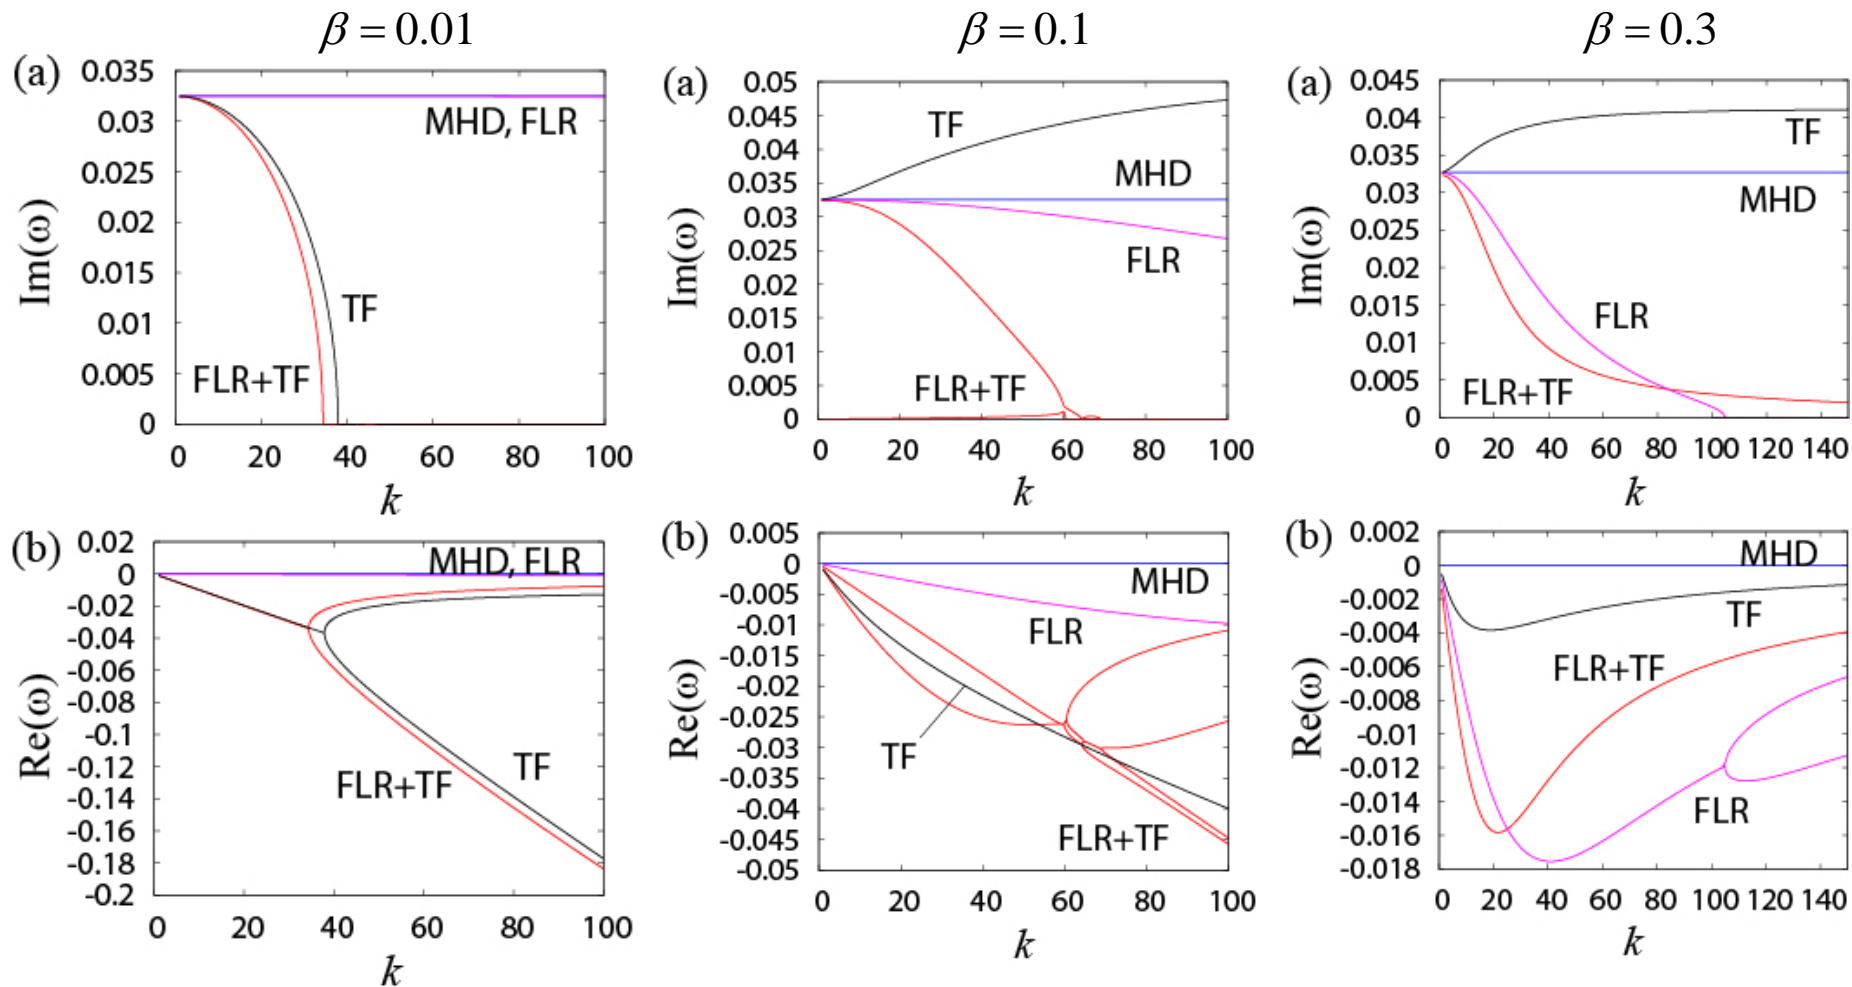 β = 0.01
β = 0.1
β = 0.3
(a)
0.035
0.03
0.025
0.02
0.015
0.01
0.005
0
Im(ω)
MHD, FLR
TF
FLR+TF
0 20 40 60 80 100
k
(a)
0.05
0.045
0.04
0.035
0.03
0.025
0.02
0.015
0.01
0.005
0
Im(ω)
TF
MHD
FLR
FLR+TF
0 20 40 60 80 100
k
(a)
0.045
0.04
0.035
0.03
0.025
0.02
0.015
0.01
0.005
0
Im(ω)
TF
MHD
FLR
FLR+TF
0 20 40 60 80 100 120 140
k
(b)
0.02
0
-0.02
-0.04
-0.06
-0.08
-0.1
-0.12
-0.14
-0.16
-0.18
-0.2
Re(ω)
MHD, FLR
TF
FLR+TF
0 20 40 60 80 100
k
(b)
0.005
0
-0.005
-0.01
-0.015
-0.02
-0.025
-0.03
-0.035
-0.04
-0.045
-0.05
Re(ω)
MHD
FLR
TF
FLR+TF
0 20 40 60 80 100
k
(b)
0.002
0
-0.002
-0.004
-0.006
-0.008
-0.01
-0.012
-0.014
-0.016
-0.018
Re(ω)
MHD
TF
FLR+TF
FLR
0 20 40 60 80 100 120 140
k